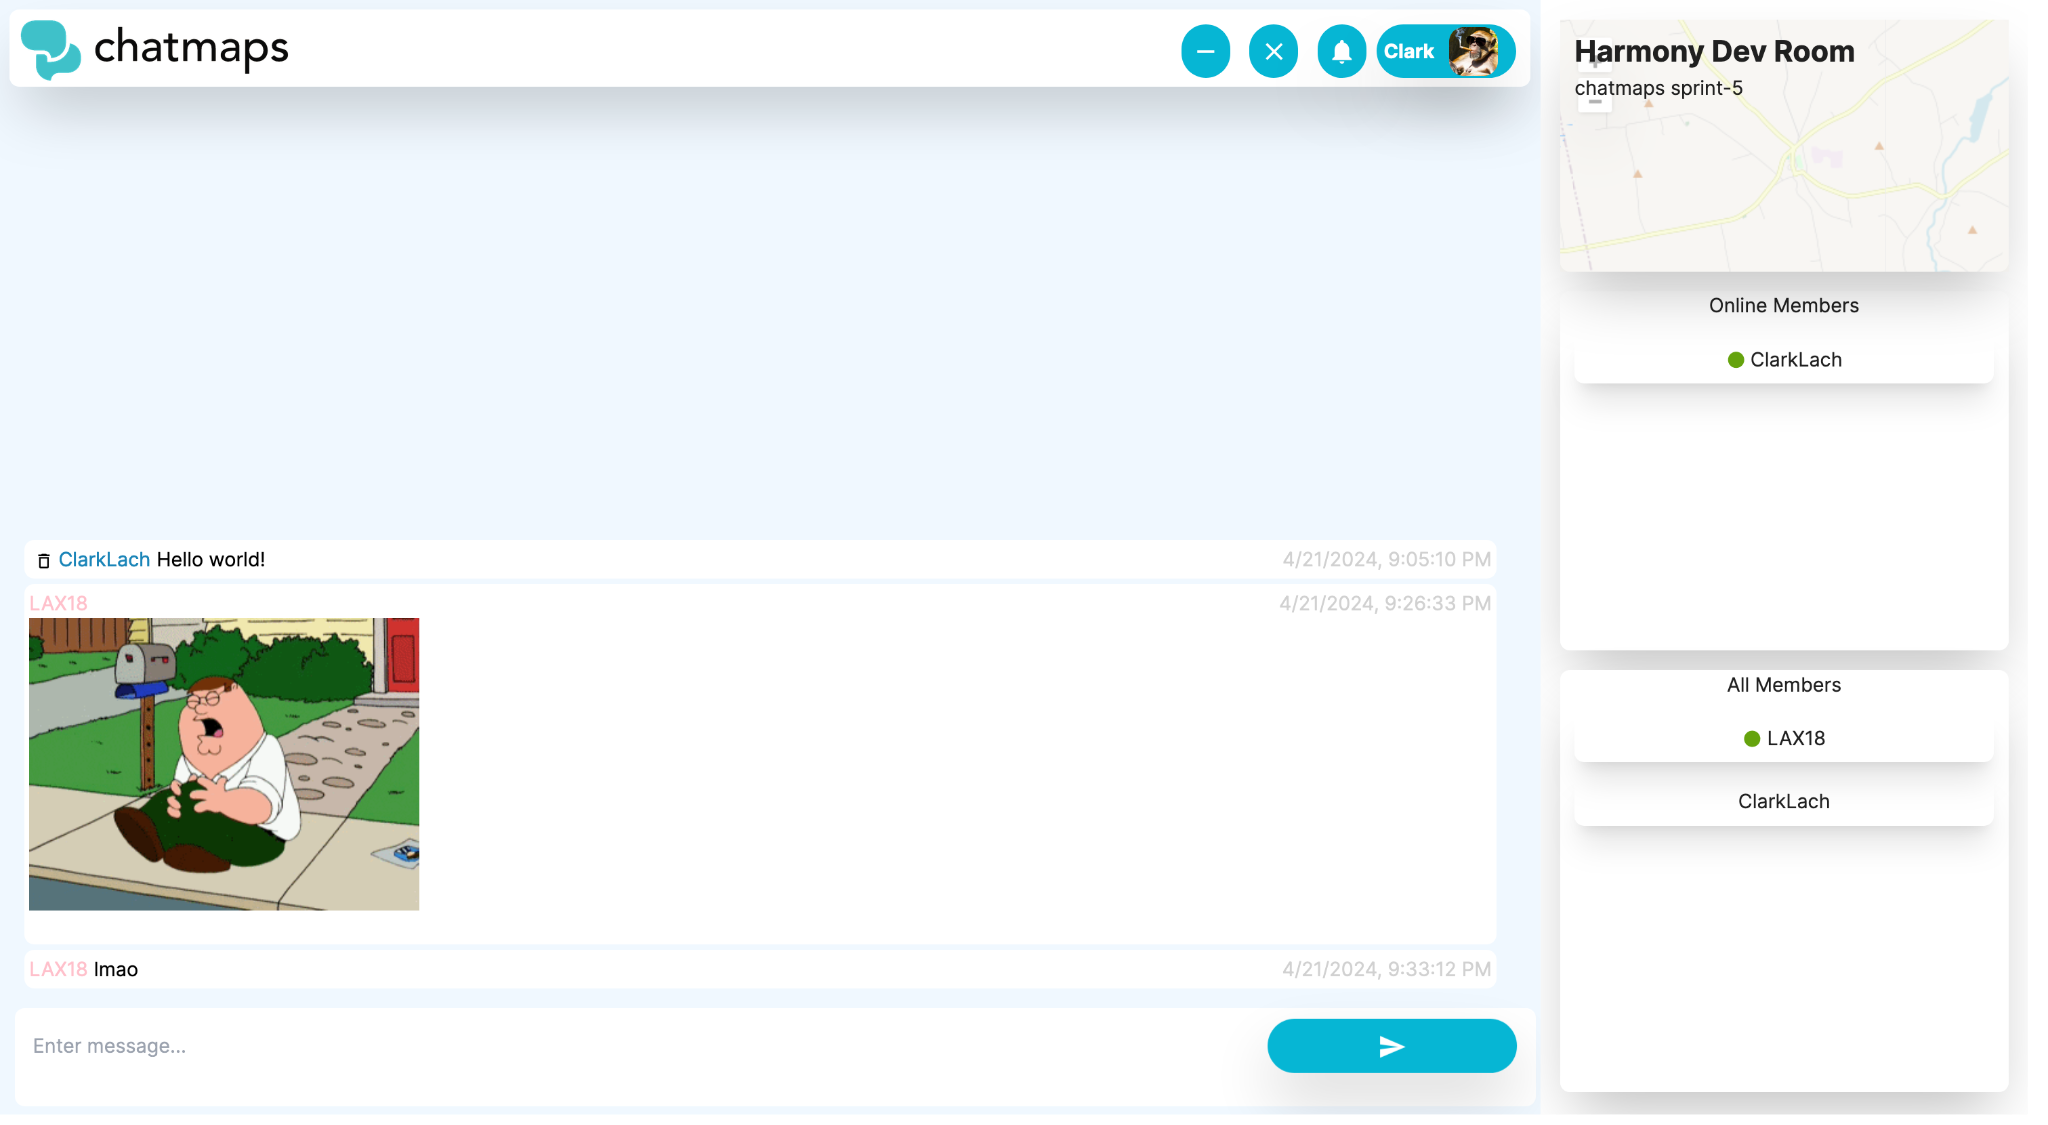 chatmaps
Clark
Harmony Dev Room
chatmaps sprint-5
Online Members
ClarkLach
ClarkLach Hello world! 4/21/2024, 9:05:10 PM
LAX18 4/21/2024, 9:26:33 PM
LAX18 lmao 4/21/2024, 9:33:12 PM
Enter message...
All Members
LAX18
ClarkLach